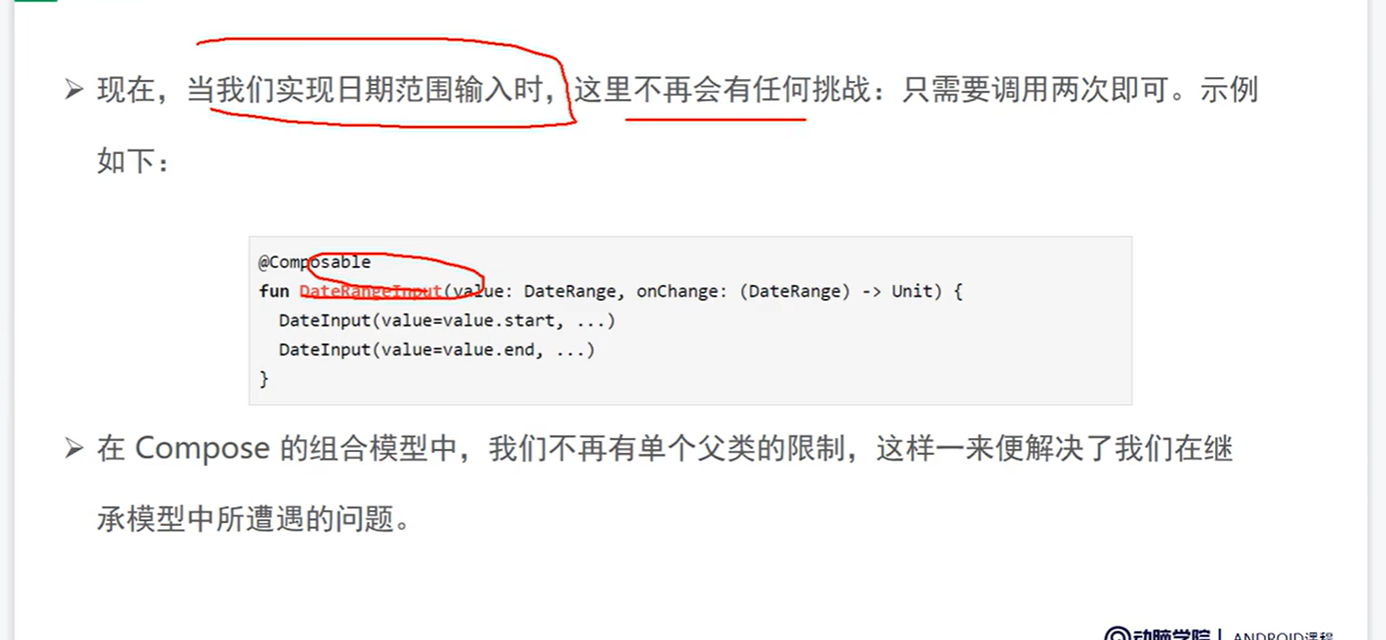 现在，当我们实现日期范围输入时，这里不再会有任何挑战：只需要调用两次即可。示例
如下：
@Composable
fun DateRangeInput(value: DateRange, onChange: (DateRange) -> Unit) {
DateInput(value=value.start, ...)
DateInput(value=value.end, ...)
}
在 Compose 的组合模型中，我们不再有单个父类的限制，这样一来便解决了我们在继
承模型中所遭遇的问题。
动脑学院 | ANDROID课程